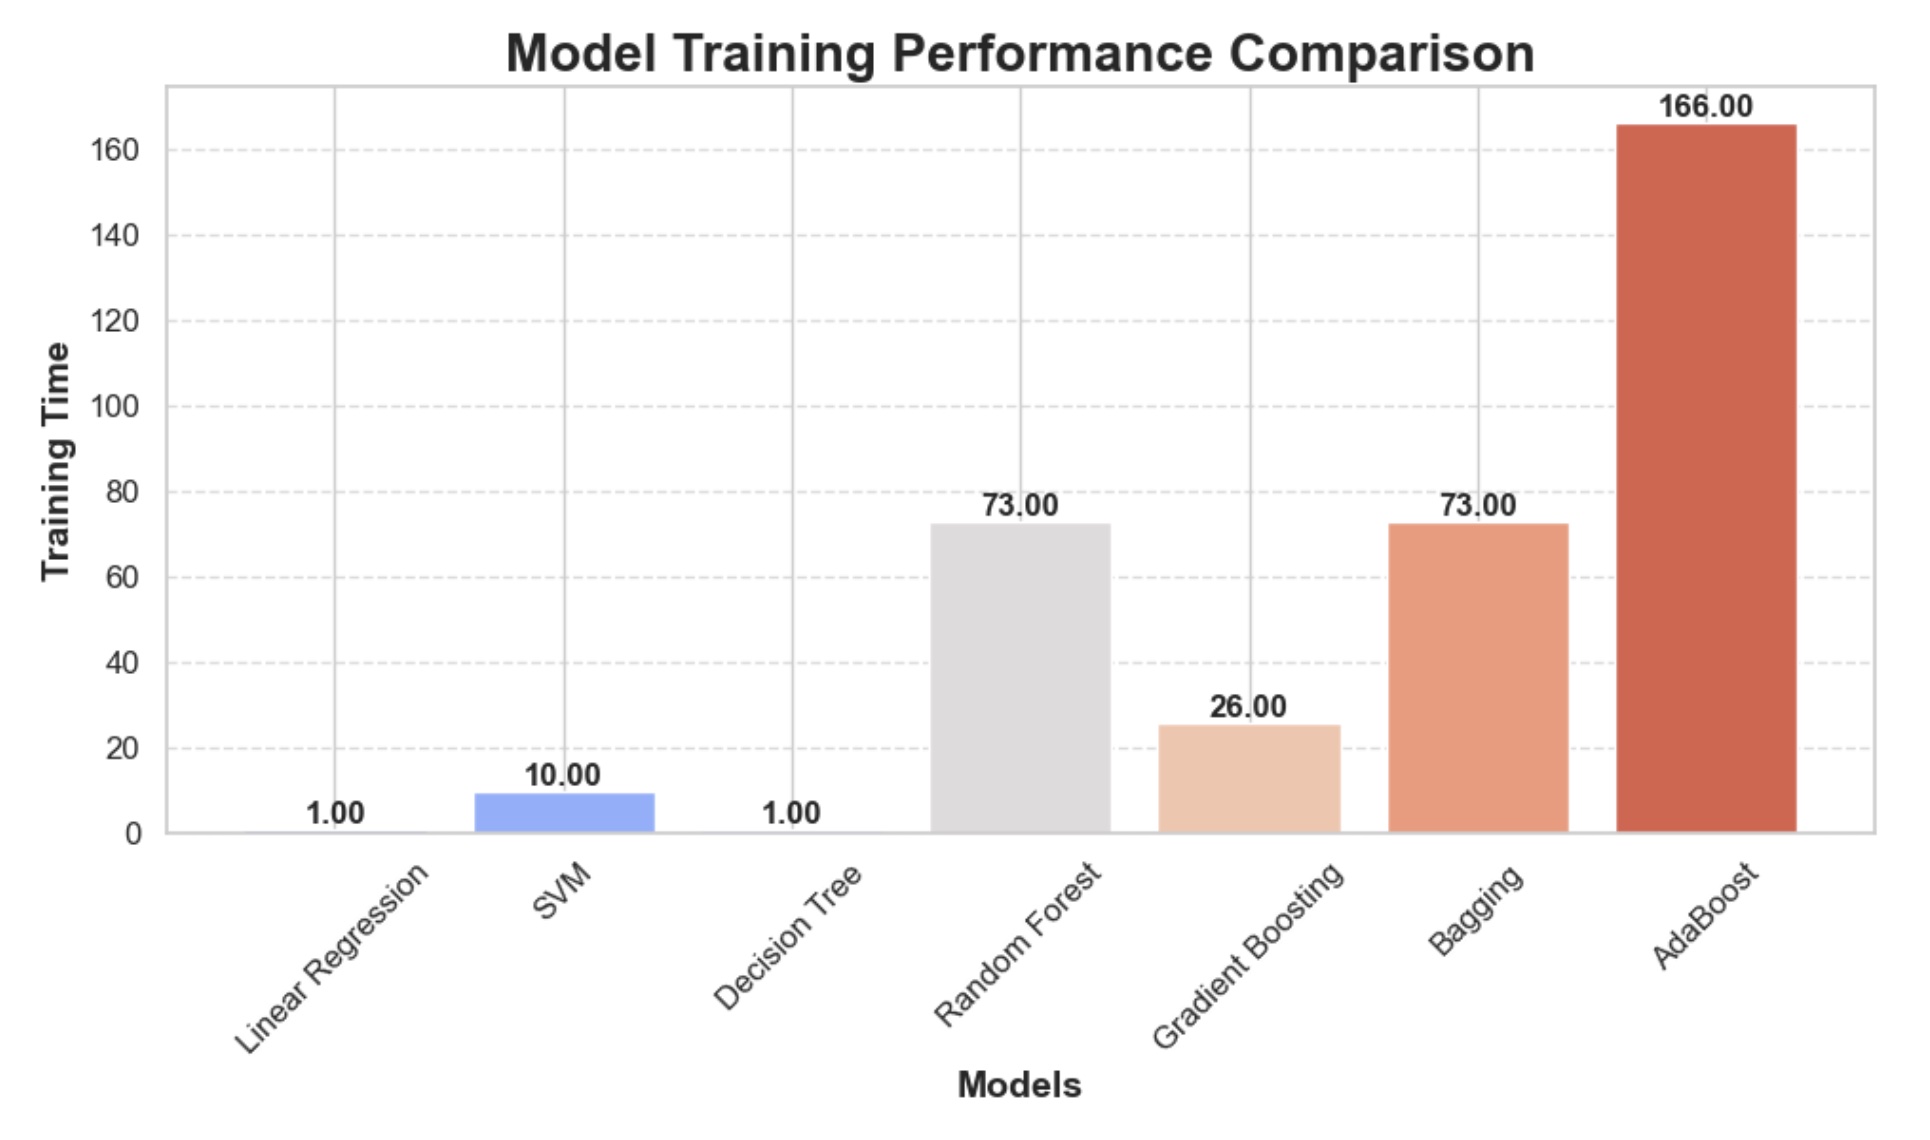 Model Training Performance Comparison
Training Time
160
140
120
100
80
60
40
20
0
1.00
10.00
1.00
73.00
26.00
73.00
166.00
Linear Regression
SVM
Decision Tree
Random Forest
Gradient Boosting
Bagging
AdaBoost
Models